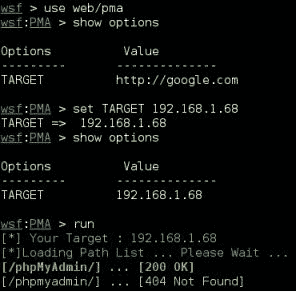 wsf > use web/pma
wsf:PMA > show options
Options Value
--------- --------------
TARGET http://google.com
wsf:PMA > set TARGET 192.168.1.68
TARGET => 192.168.1.68
wsf:PMA > show options
Options Value
--------- --------------
TARGET 192.168.1.68
wsf:PMA > run
[*] Your Target : 192.168.1.68
[*]Loading Path List ... Please Wait ...
[/phpMyAdmin/] ... [200 OK]
[/phpmyadmin/] ... [404 Not Found]